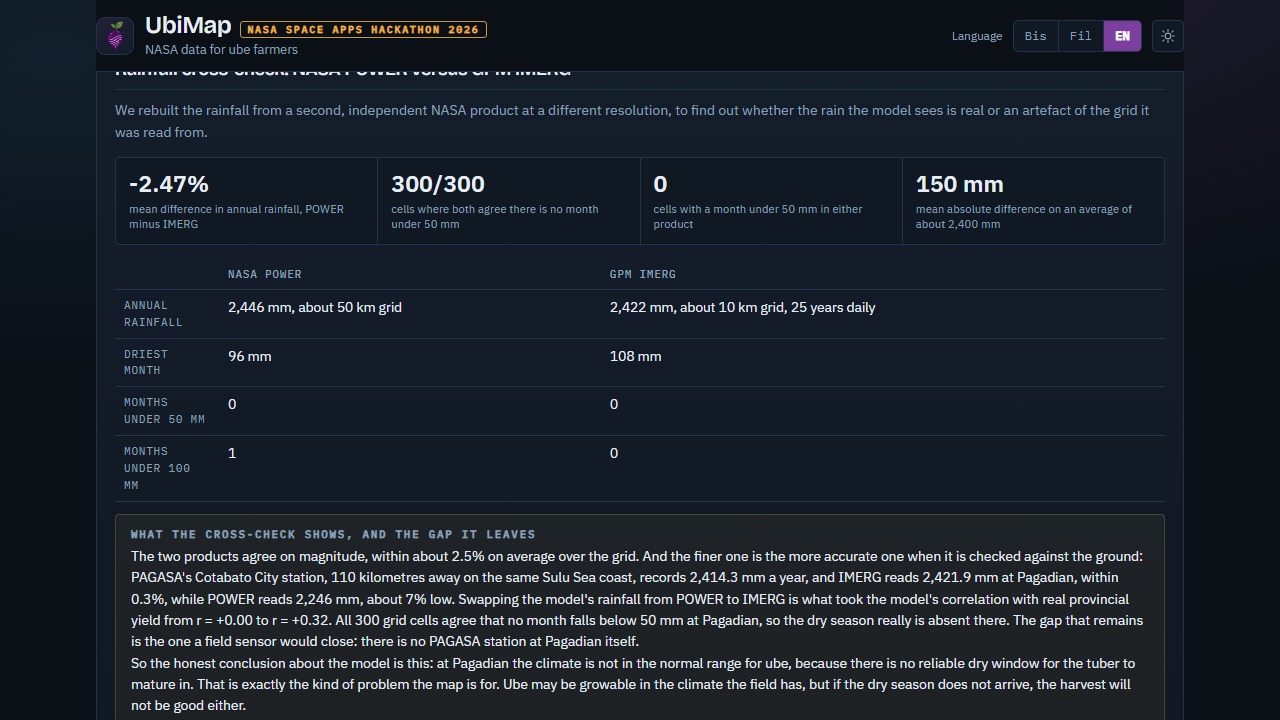 UbiMap NASA SPACE APPS HACKATHON 2026
NASA data for ube farmers
Language Bis Fil EN
Rainfall cross-check: NASA POWER versus GPM IMERG
We rebuilt the rainfall from a second, independent NASA product at a different resolution, to find out whether the rain the model sees is real or an artefact of the grid it
was read from.
-2.47%
mean difference in annual rainfall, POWER
minus IMERG
300/300
cells where both agree there is no month
under 50 mm
0
cells with a month under 50 mm in either
product
150 mm
mean absolute difference on an average of
about 2,400 mm
NASA POWER GPM IMERG
ANNUAL
RAINFALL
2,446 mm, about 50 km grid
2,422 mm, about 10 km grid, 25 years daily
DRIEST
MONTH
96 mm
108 mm
MONTHS
UNDER 50 MM
0
0
MONTHS
UNDER 100
MM
1
0
WHAT THE CROSS-CHECK SHOWS, AND THE GAP IT LEAVES
The two products agree on magnitude, within about 2.5% on average over the grid. And the finer one is the more accurate one when it is checked against the ground:
PAGASA's Cotabato City station, 110 kilometres away on the same Sulu Sea coast, records 2,414.3 mm a year, and IMERG reads 2,421.9 mm at Pagadian, within
0.3%, while POWER reads 2,246 mm, about 7% low. Swapping the model's rainfall from POWER to IMERG is what took the model's correlation with real provincial
yield from r = +0.00 to r = +0.32. All 300 grid cells agree that no month falls below 50 mm at Pagadian, so the dry season really is absent there. The gap that remains
is the one a field sensor would close: there is no PAGASA station at Pagadian itself.
So the honest conclusion about the model is this: at Pagadian the climate is not in the normal range for ube, because there is no reliable dry window for the tuber to
mature in. That is exactly the kind of problem the map is for. Ube may be growable in the climate the field has, but if the dry season does not arrive, the harvest will
not be good either.